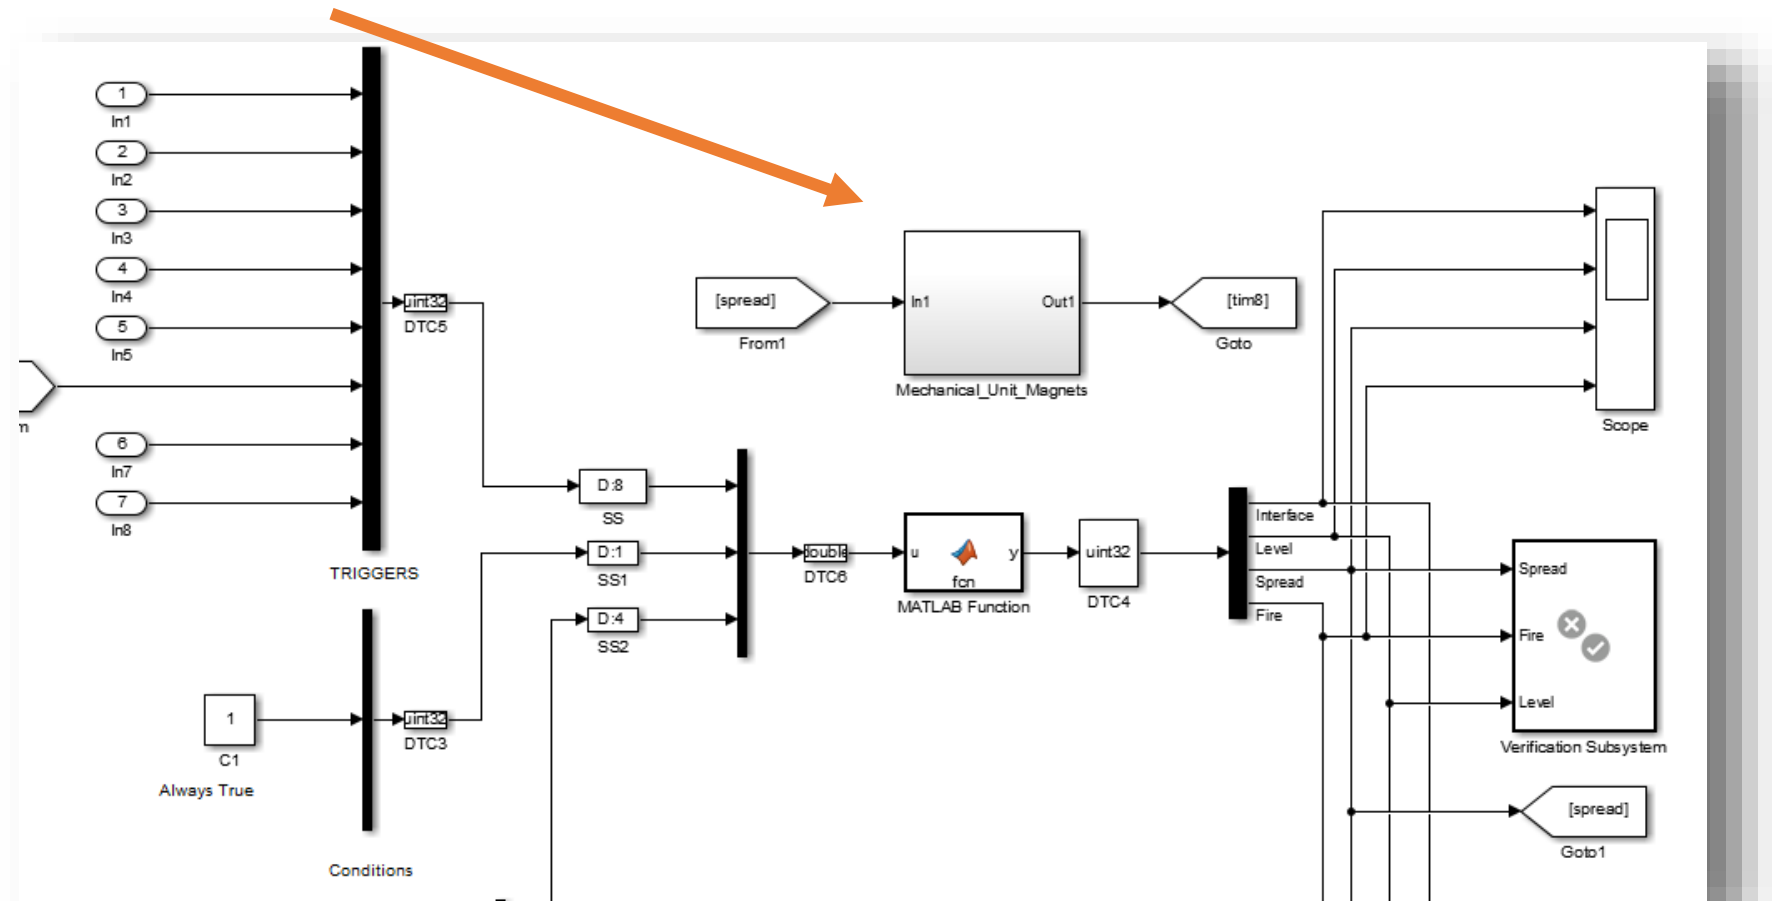 1
In1
2
In2
3
In3
4
In4
5
In5
6
In7
7
In8
TRIGGERS
uint32
DTC5
[spread]
From1
In1
Out1
Mechanical_Unit_Magnets
[tim8]
Goto
Scope
D:8
SS
D:1
SS1
D:4
SS2
double
DTC6
u
y
fcn
MATLAB Function
uint32
DTC4
Interface
Level
Spread
Fire
Spread
Fire
Level
Verification Subsystem
1
C1
Always True
uint32
DTC3
Conditions
[spread]
Goto1